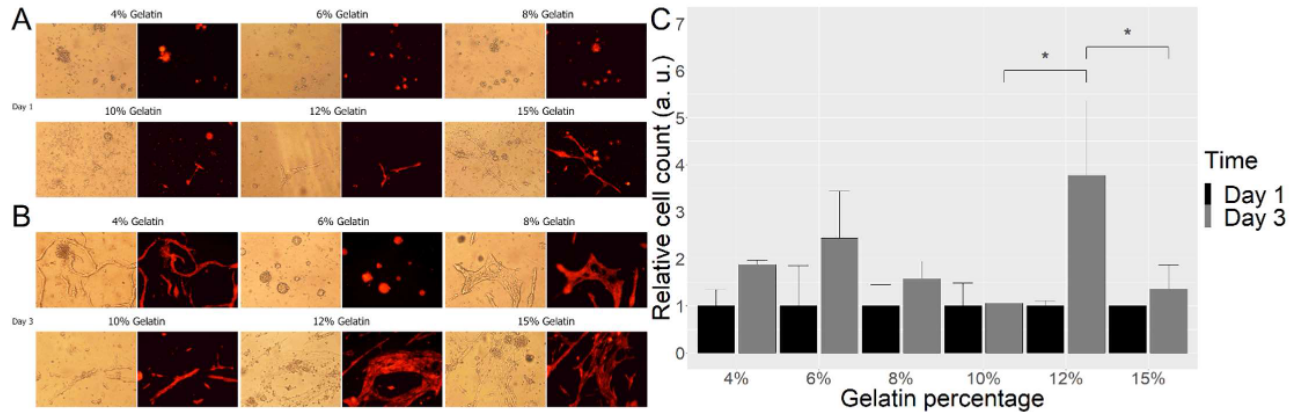 A
4% Gelatin 6% Gelatin 8% Gelatin
Day 1
10% Gelatin 12% Gelatin 15% Gelatin
B
4% Gelatin 6% Gelatin 8% Gelatin
Day 3
10% Gelatin 12% Gelatin 15% Gelatin
C
Relative cell count (a. u.)
7
6
5
4
3
2
1
0
* *
4% 6% 8% 10% 12% 15%
Gelatin percentage
Time
Day 1
Day 3